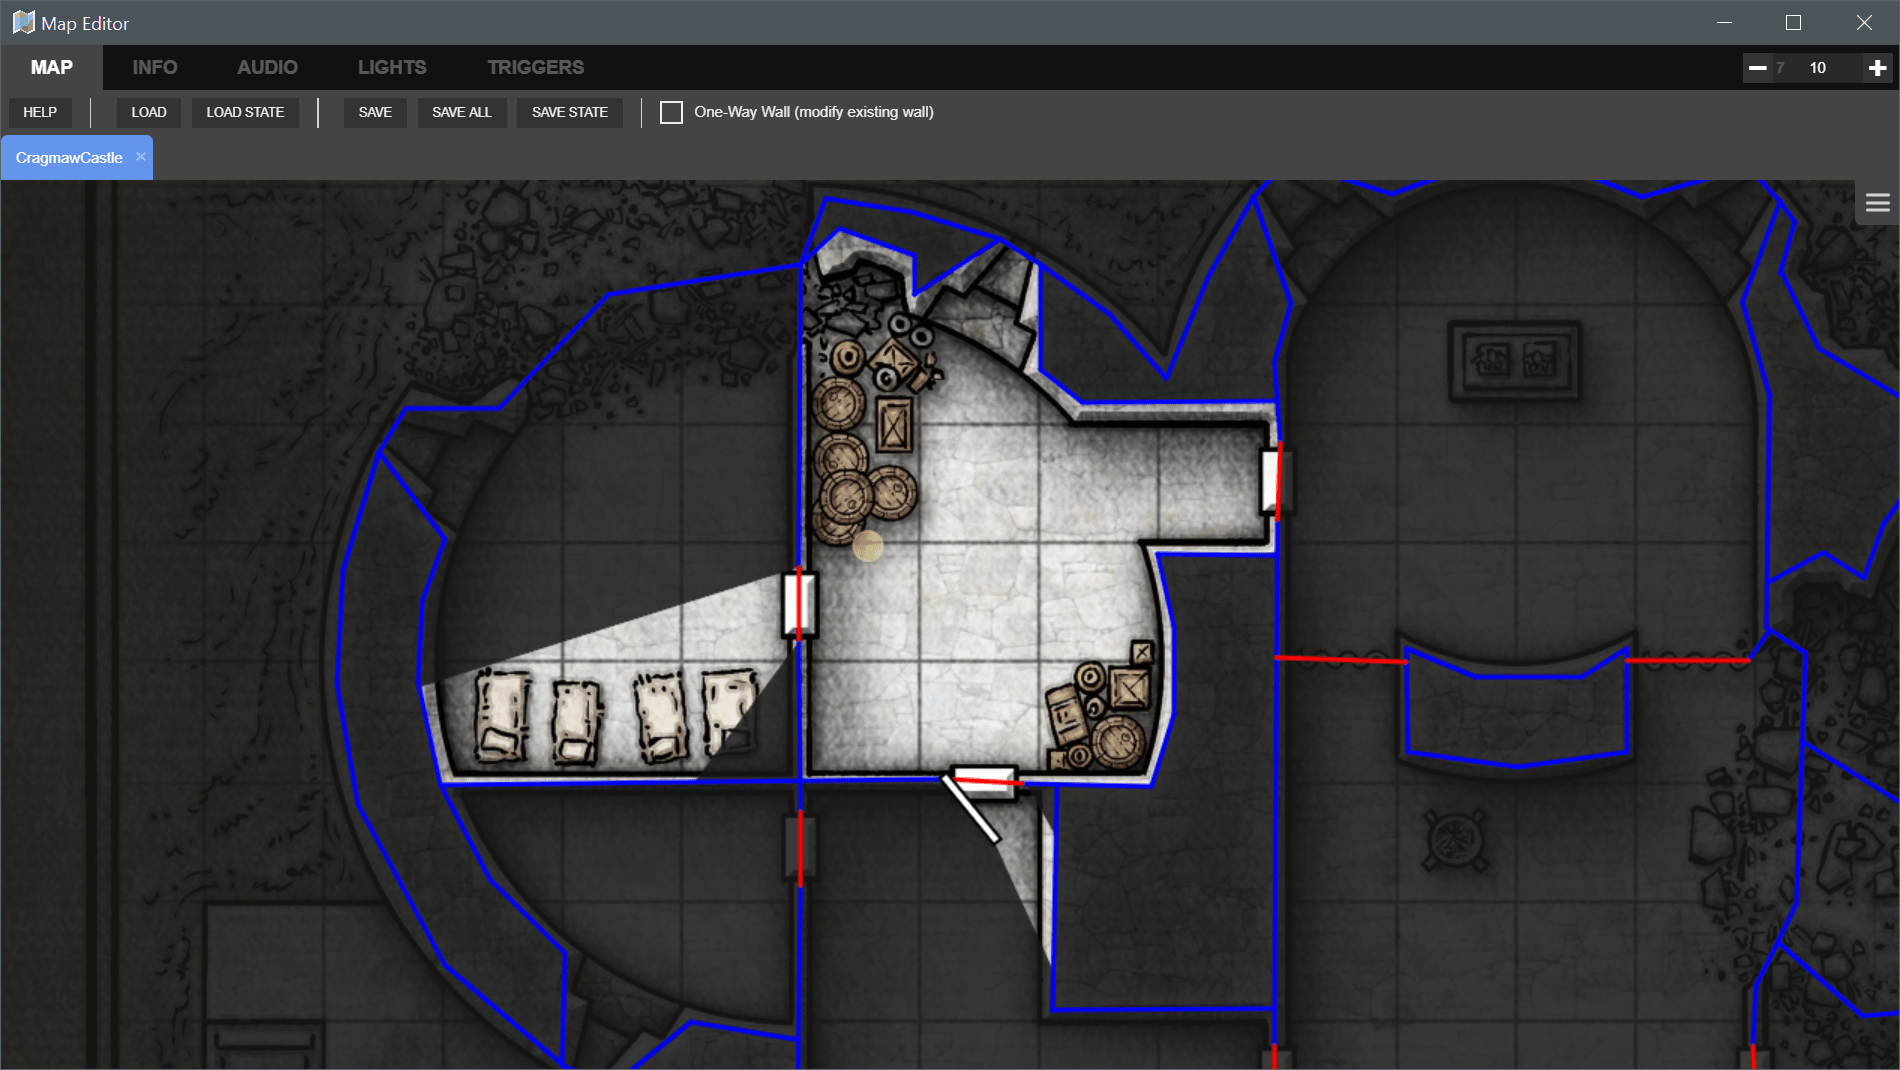 Map Editor
MAP INFO AUDIO LIGHTS TRIGGERS 7 10
HELP LOAD LOAD STATE SAVE SAVE ALL SAVE STATE One-Way Wall (modify existing wall)
CragmawCastle